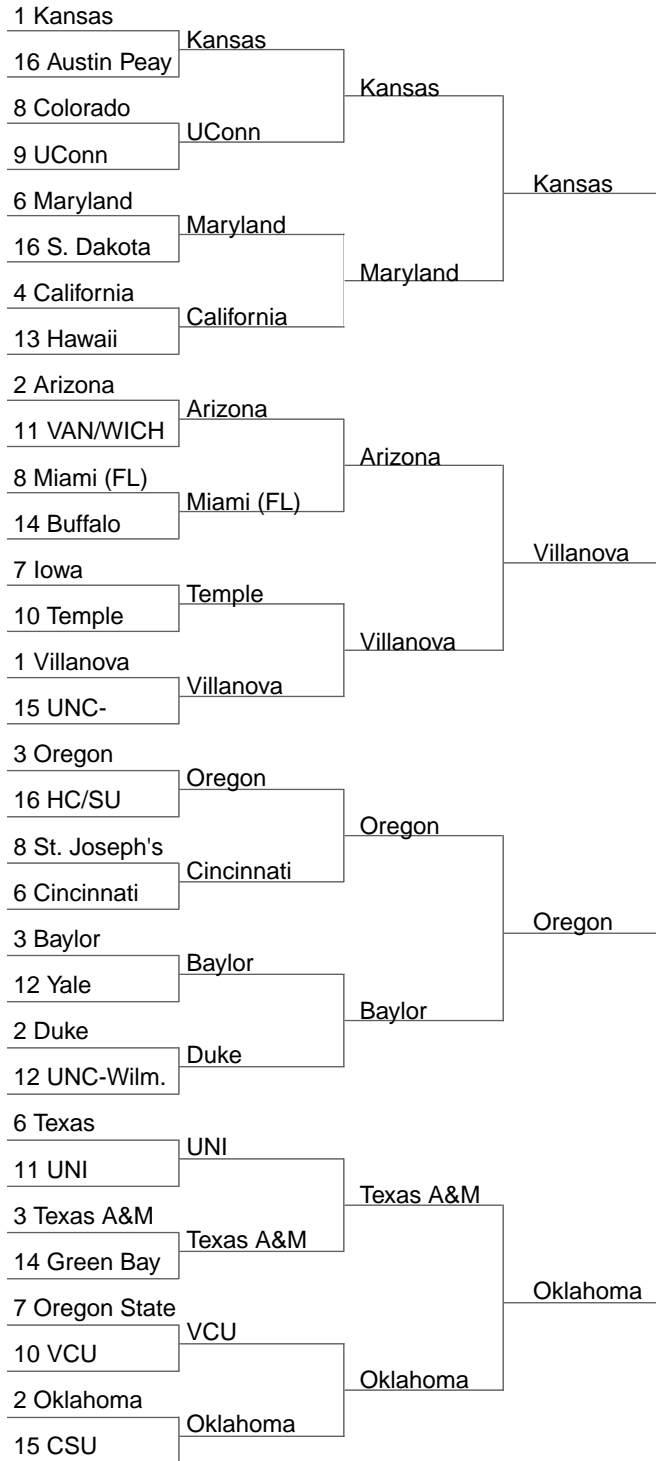 1 Kansas
16 Austin Peay
8 Colorado
9 UConn
6 Maryland
16 S. Dakota
4 California
13 Hawaii
2 Arizona
11 VAN/WICH
8 Miami (FL)
14 Buffalo
7 Iowa
10 Temple
1 Villanova
15 UNC-
3 Oregon
16 HC/SU
8 St. Joseph's
6 Cincinnati
3 Baylor
12 Yale
2 Duke
12 UNC-Wilm.
6 Texas
11 UNI
3 Texas A&M
14 Green Bay
7 Oregon State
10 VCU
2 Oklahoma
15 CSU
Kansas
UConn
Maryland
California
Arizona
Miami (FL)
Temple
Villanova
Oregon
Cincinnati
Baylor
Duke
UNI
Texas A&M
VCU
Oklahoma
Kansas
Maryland
Arizona
Villanova
Oregon
Baylor
Texas A&M
Oklahoma
Kansas
Villanova
Oregon
Oklahoma